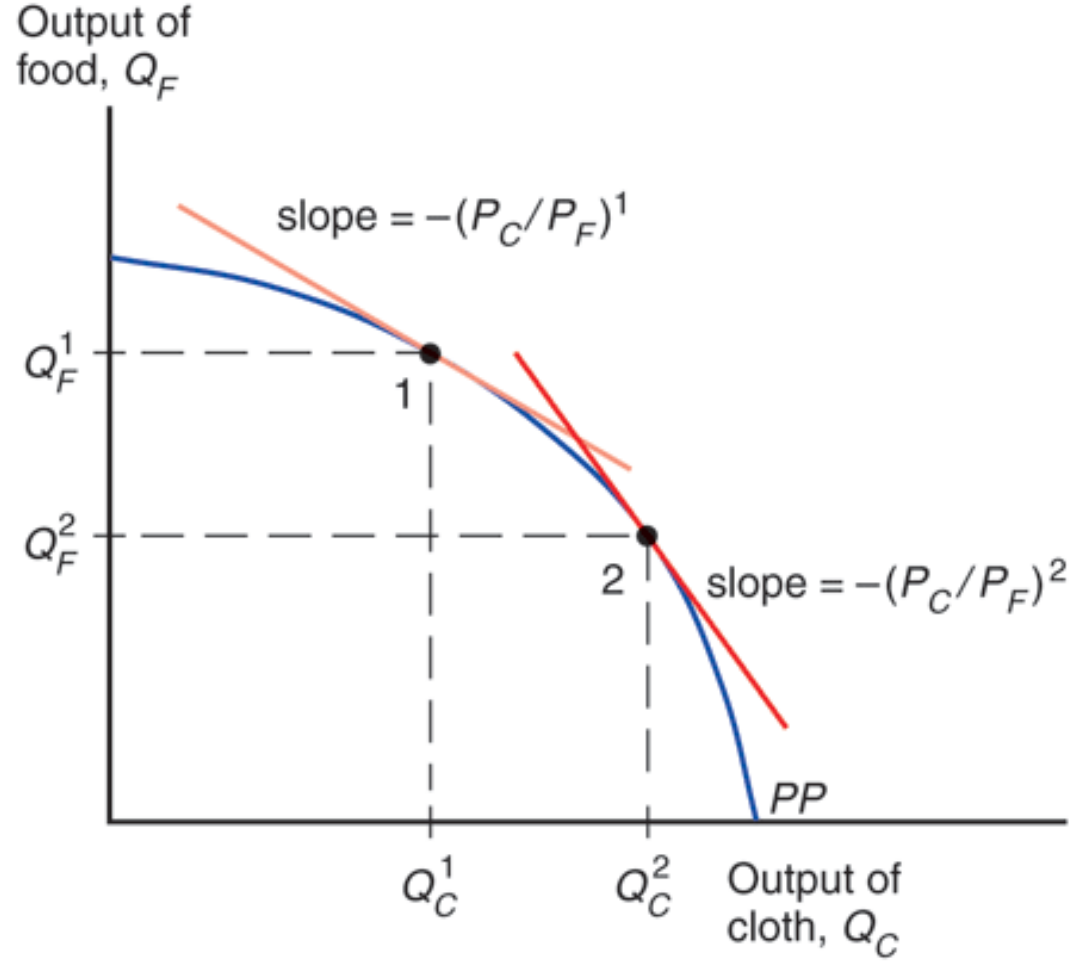 Output of
food, Q_F
slope = −(P_C/P_F)^1
Q_F^1
1
Q_F^2
2
slope = −(P_C/P_F)^2
PP
Q_C^1
Q_C^2
Output of
cloth, Q_C